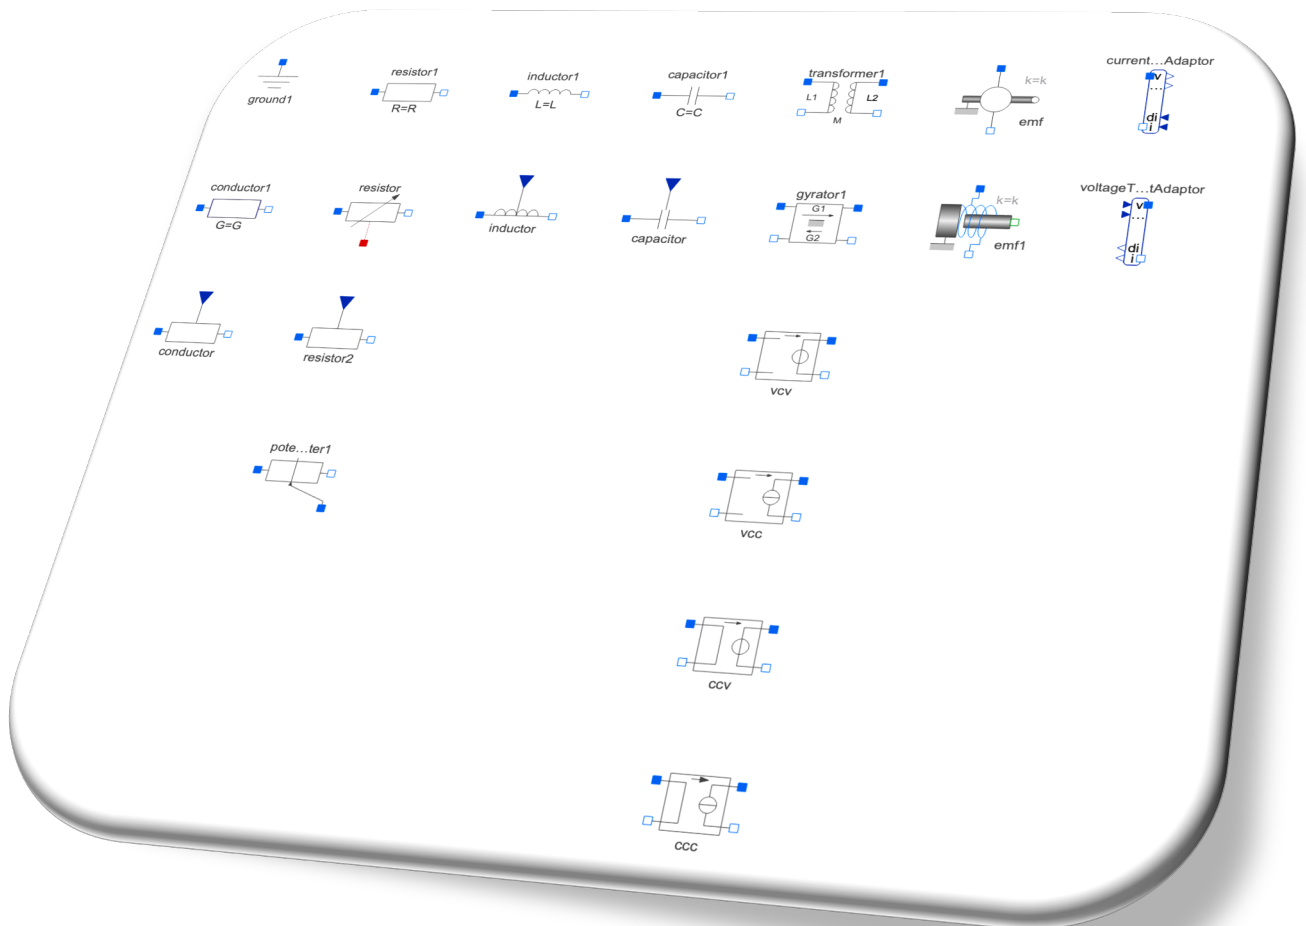 ground1
resistor1
R=R
inductor1
L=L
capacitor1
C=C
transformer1
L1
L2
M
k=k
emf
current…Adaptor
v
...
di
i
conductor1
G=G
resistor
inductor
capacitor
gyrator1
G1
G2
k=k
emf1
voltageT…tAdaptor
v
...
di
i
conductor
resistor2
vcv
pote…ter1
vcc
ccv
ccc